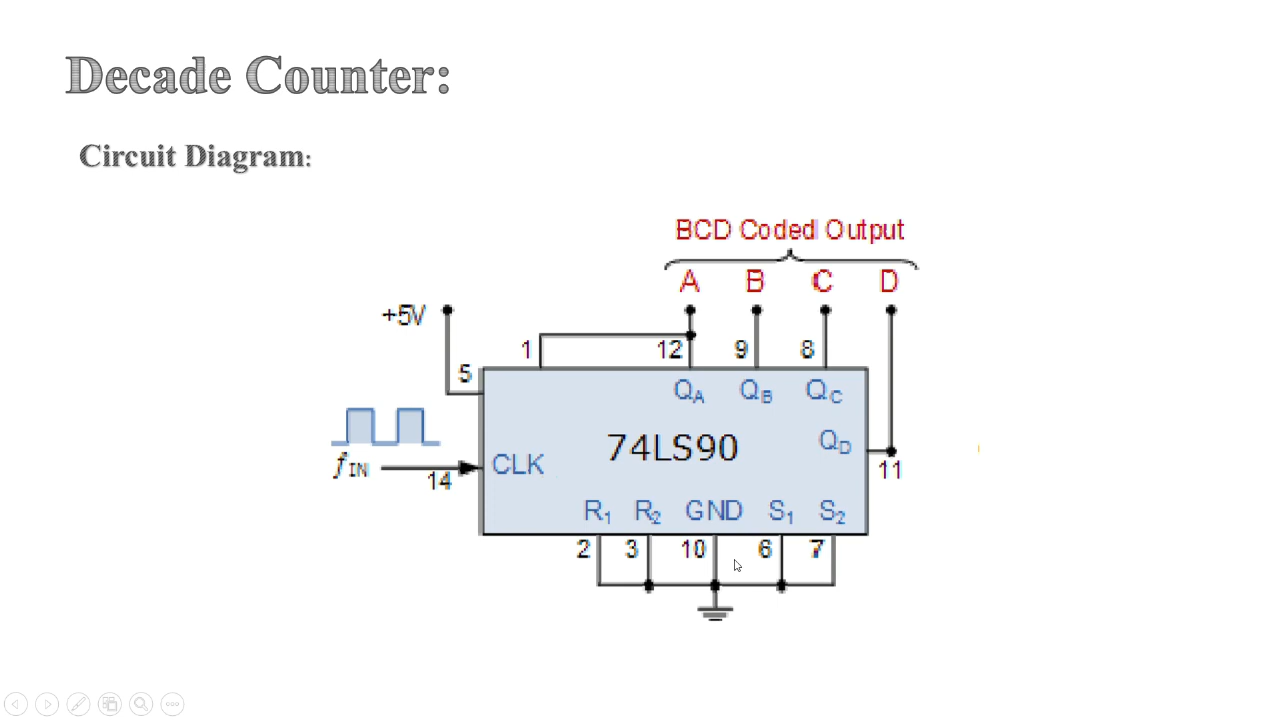 Decade Counter:
Circuit Diagram:
BCD Coded Output
A B C D
+5V
1 12 9 8
5
QA QB QC
74LS90
QD
fIN
14
CLK
11
R1 R2 GND S1 S2
2 3 10 6 7